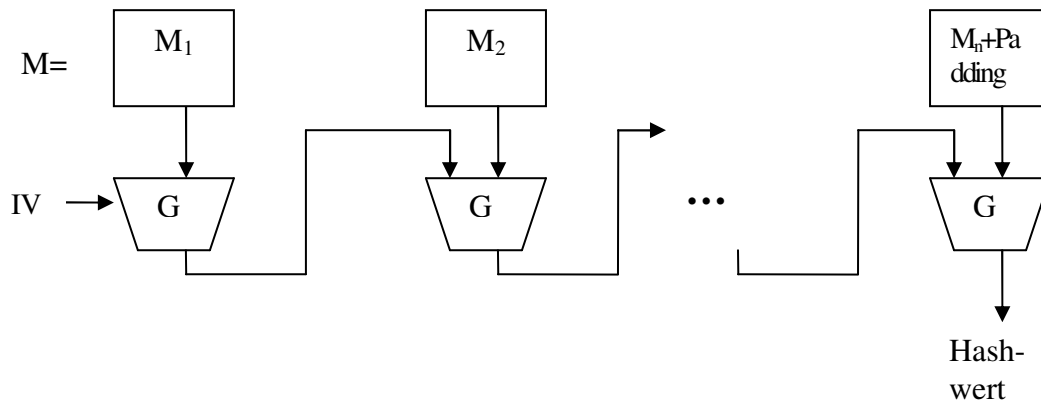 M=
M₁
M₂
Mₙ+Pa
dding
IV
G
G
...
G
Hash-
wert